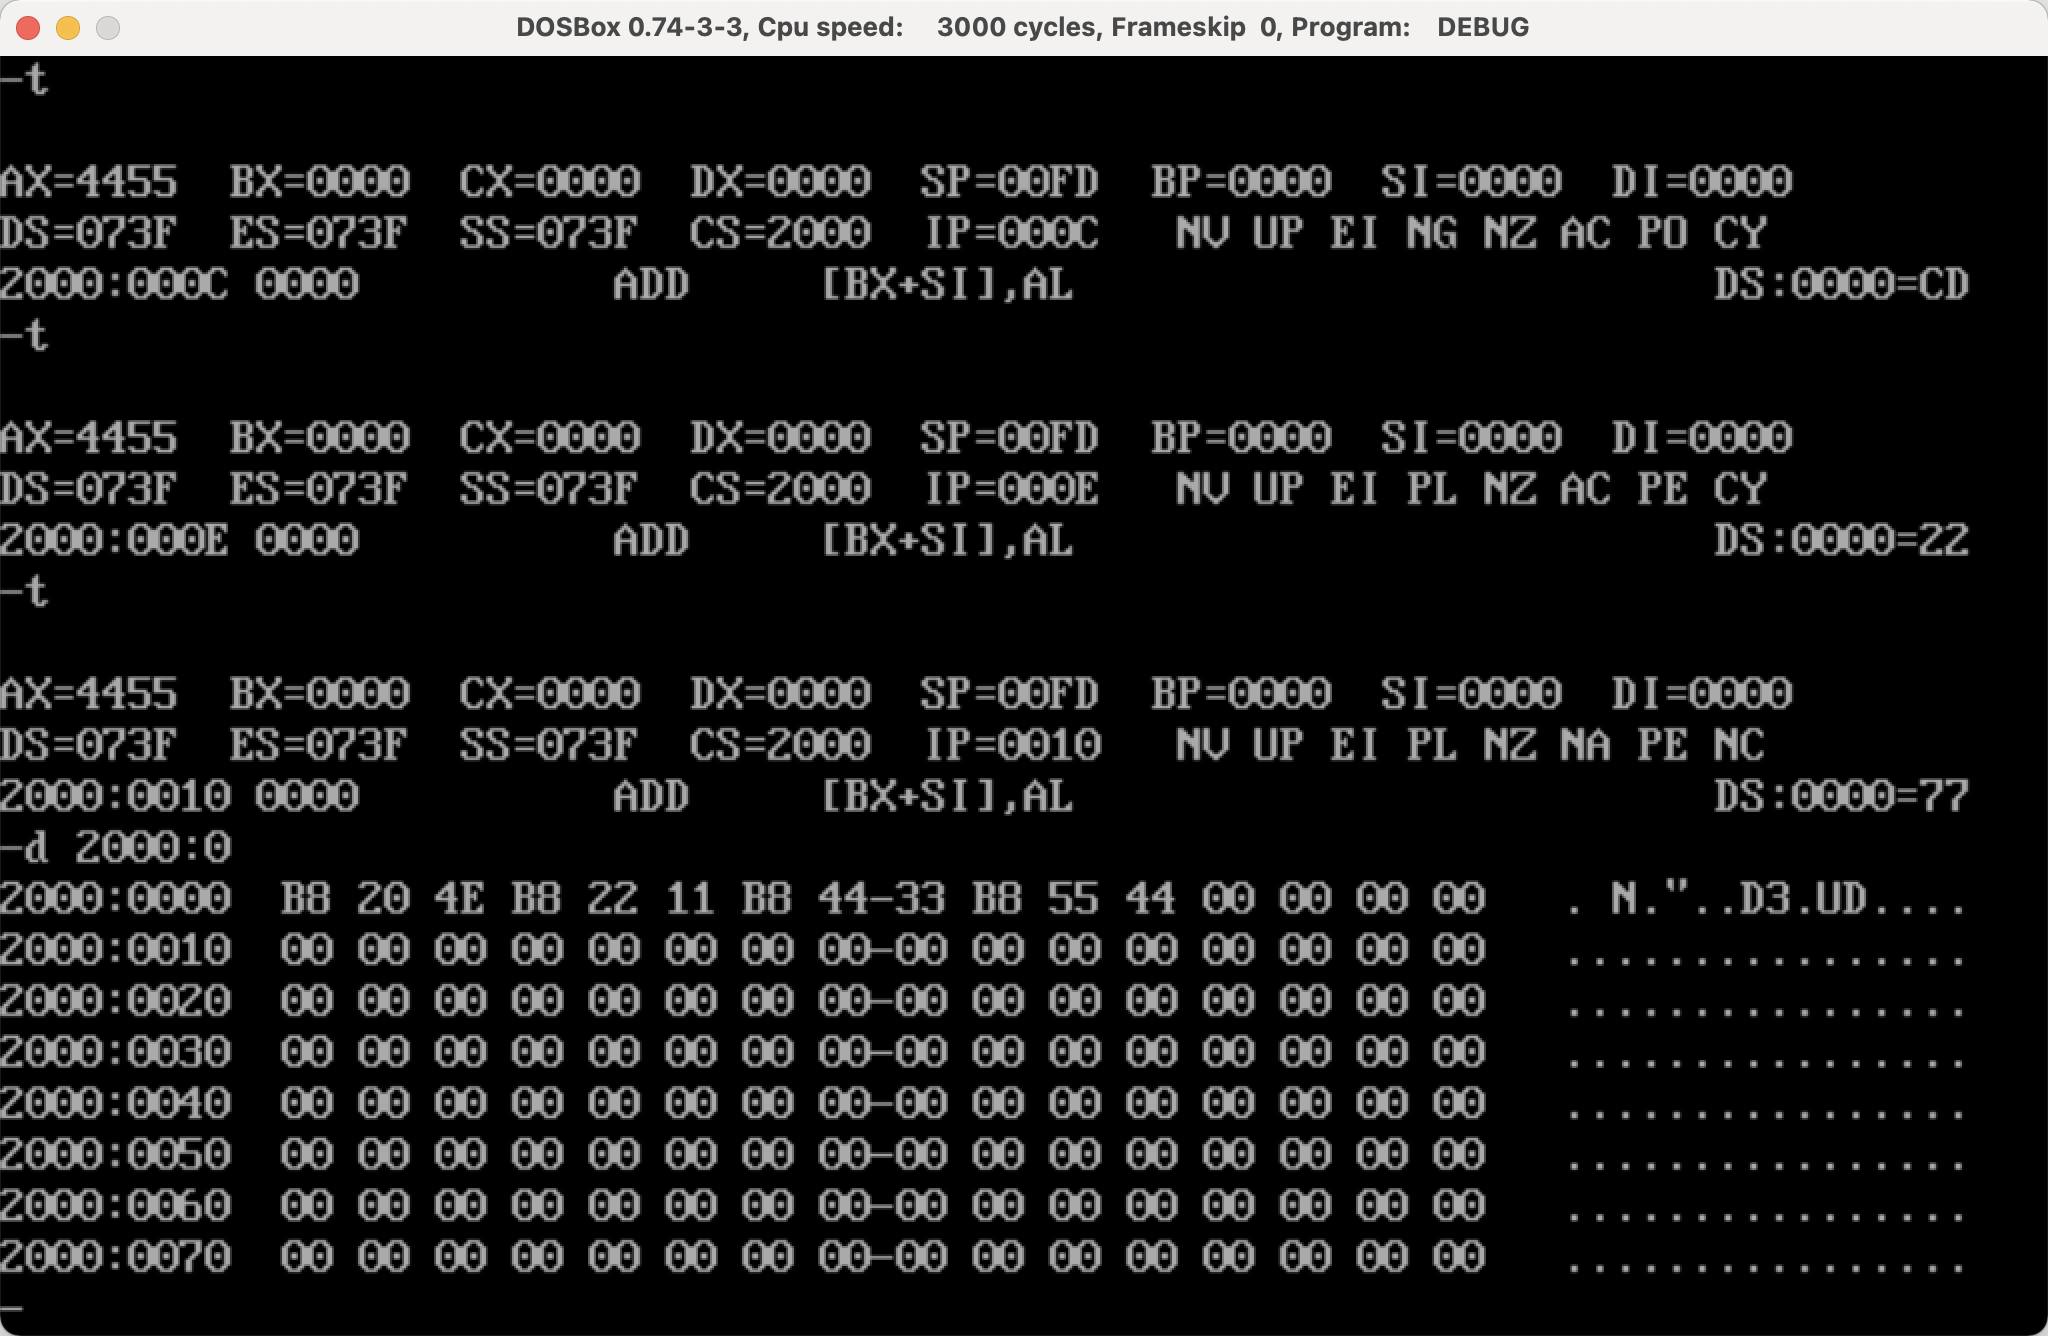 DOSBox 0.74-3-3, Cpu speed:    3000 cycles, Frameskip  0, Program:   DEBUG
-t
AX=4455  BX=0000  CX=0000  DX=0000  SP=00FD  BP=0000  SI=0000  DI=0000
DS=073F  ES=073F  SS=073F  CS=2000  IP=000C   NV UP EI NG NZ AC PO CY
2000:000C 0000          ADD     [BX+SI],AL                         DS:0000=CD
-t
AX=4455  BX=0000  CX=0000  DX=0000  SP=00FD  BP=0000  SI=0000  DI=0000
DS=073F  ES=073F  SS=073F  CS=2000  IP=000E   NV UP EI PL NZ AC PE CY
2000:000E 0000          ADD     [BX+SI],AL                         DS:0000=22
-t
AX=4455  BX=0000  CX=0000  DX=0000  SP=00FD  BP=0000  SI=0000  DI=0000
DS=073F  ES=073F  SS=073F  CS=2000  IP=0010   NV UP EI PL NZ NA PE NC
2000:0010 0000          ADD     [BX+SI],AL                         DS:0000=77
-d 2000:0
2000:0000  B8 20 4E B8 22 11 B8 44-33 B8 55 44 00 00 00 00   . N."..D3.UD....
2000:0010  00 00 00 00 00 00 00 00-00 00 00 00 00 00 00 00   ................
2000:0020  00 00 00 00 00 00 00 00-00 00 00 00 00 00 00 00   ................
2000:0030  00 00 00 00 00 00 00 00-00 00 00 00 00 00 00 00   ................
2000:0040  00 00 00 00 00 00 00 00-00 00 00 00 00 00 00 00   ................
2000:0050  00 00 00 00 00 00 00 00-00 00 00 00 00 00 00 00   ................
2000:0060  00 00 00 00 00 00 00 00-00 00 00 00 00 00 00 00   ................
2000:0070  00 00 00 00 00 00 00 00-00 00 00 00 00 00 00 00   ................
-